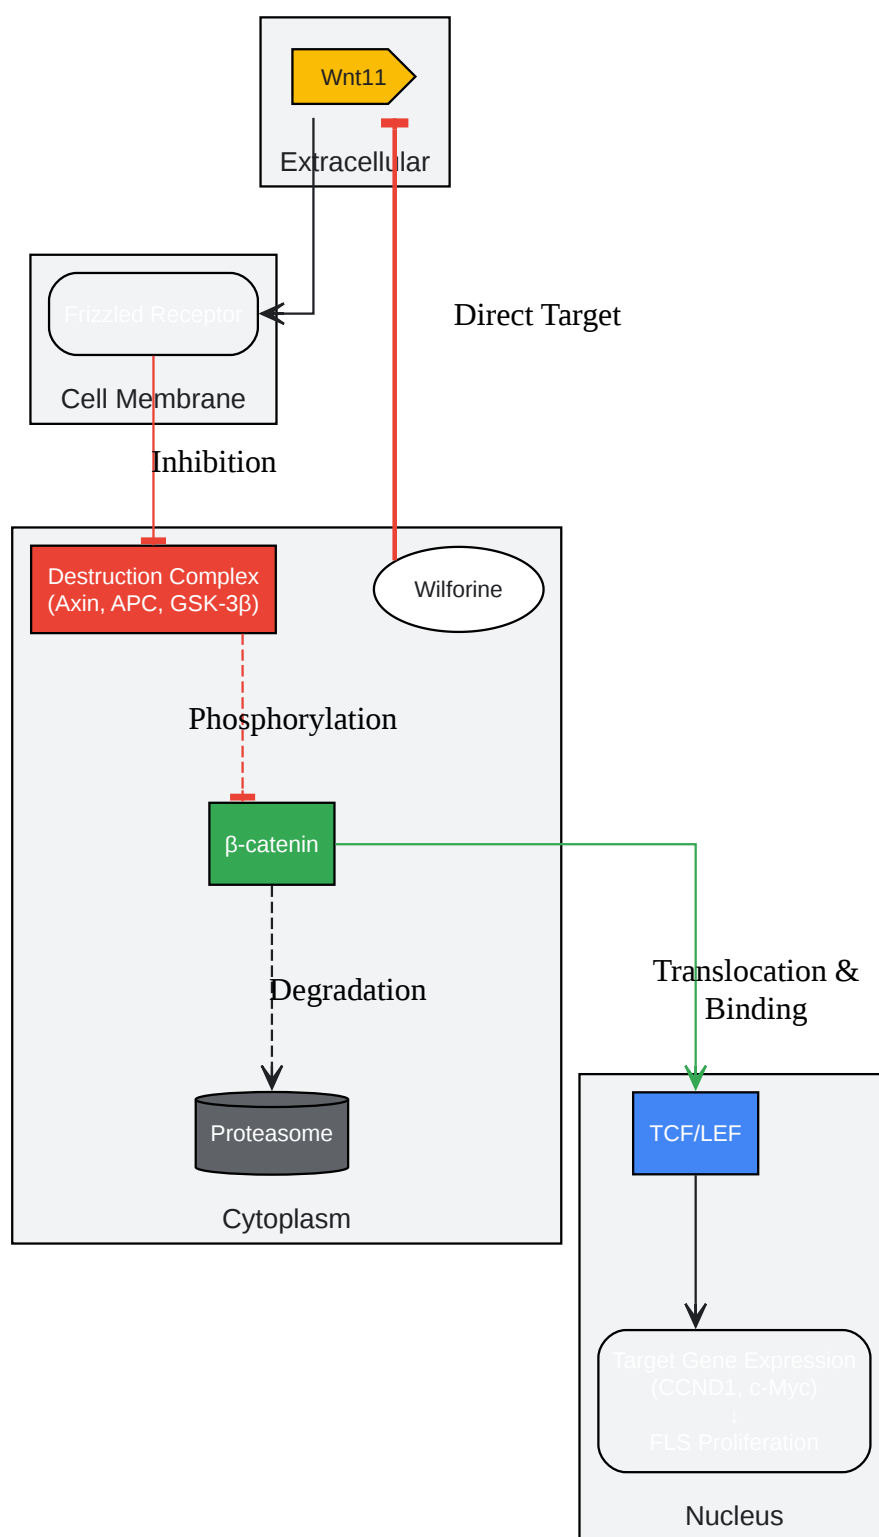 Wnt11
Extracellular
Frizzled Receptor
Direct Target
Cell Membrane
Inhibition
Destruction Complex
(Axin, APC, GSK-3β)
Wilforine
Phosphorylation
β-catenin
Translocation &
Binding
Degradation
Proteasome
TCF/LEF
Cytoplasm
Target Gene Expression
(CCND1, c-Myc)
↓
FLS Proliferation
Nucleus